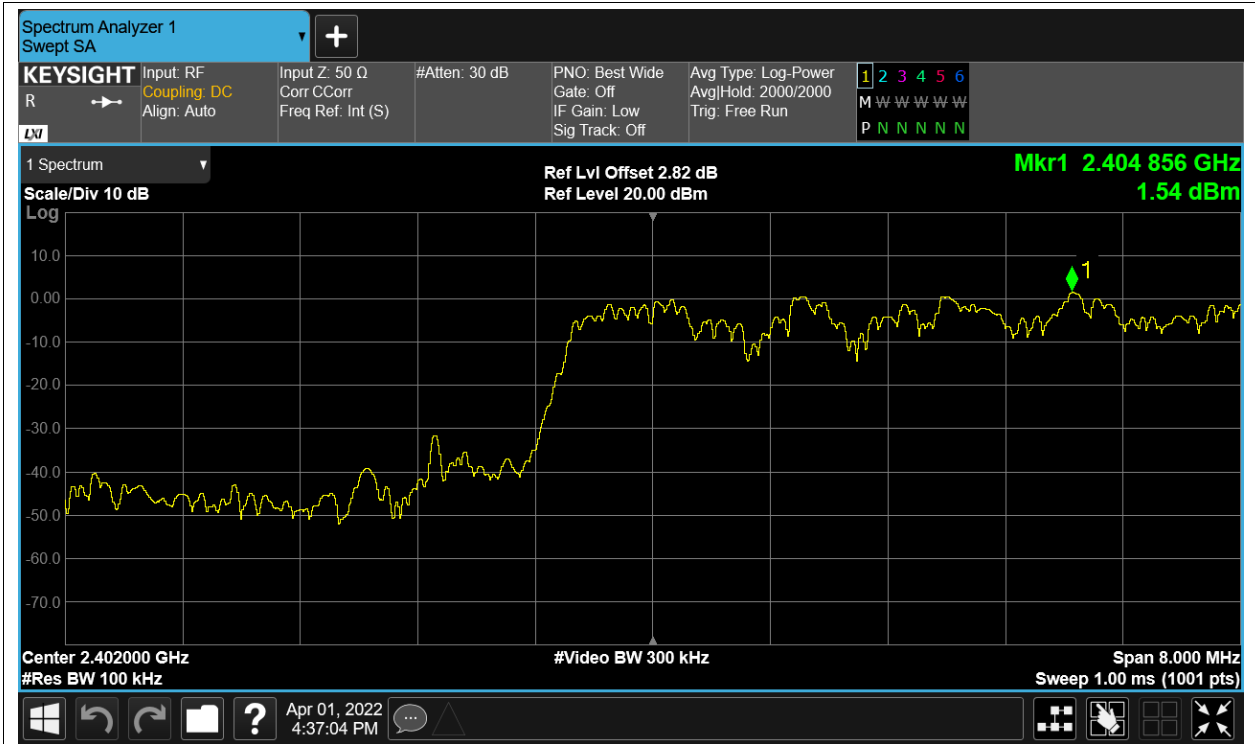 Spectrum Analyzer 1
Swept SA
+
KEYSIGHT
R
LXI
Input: RF
Coupling: DC
Align: Auto
Input Z: 50 Ω
Corr CCorr
Freq Ref: Int (S)
#Atten: 30 dB
PNO: Best Wide
Gate: Off
IF Gain: Low
Sig Track: Off
Avg Type: Log-Power
Avg|Hold: 2000/2000
Trig: Free Run
1 2 3 4 5 6
M W W W W W W
P N N N N N N
1 Spectrum
Scale/Div 10 dB
Ref Lvl Offset 2.82 dB
Ref Level 20.00 dBm
Mkr1 2.404 856 GHz
1.54 dBm
Log
10.0
0.00
-10.0
-20.0
-30.0
-40.0
-50.0
-60.0
-70.0
1
Center 2.402000 GHz
#Res BW 100 kHz
#Video BW 300 kHz
Span 8.000 MHz
Sweep 1.00 ms (1001 pts)
?
Apr 01, 2022
4:37:04 PM